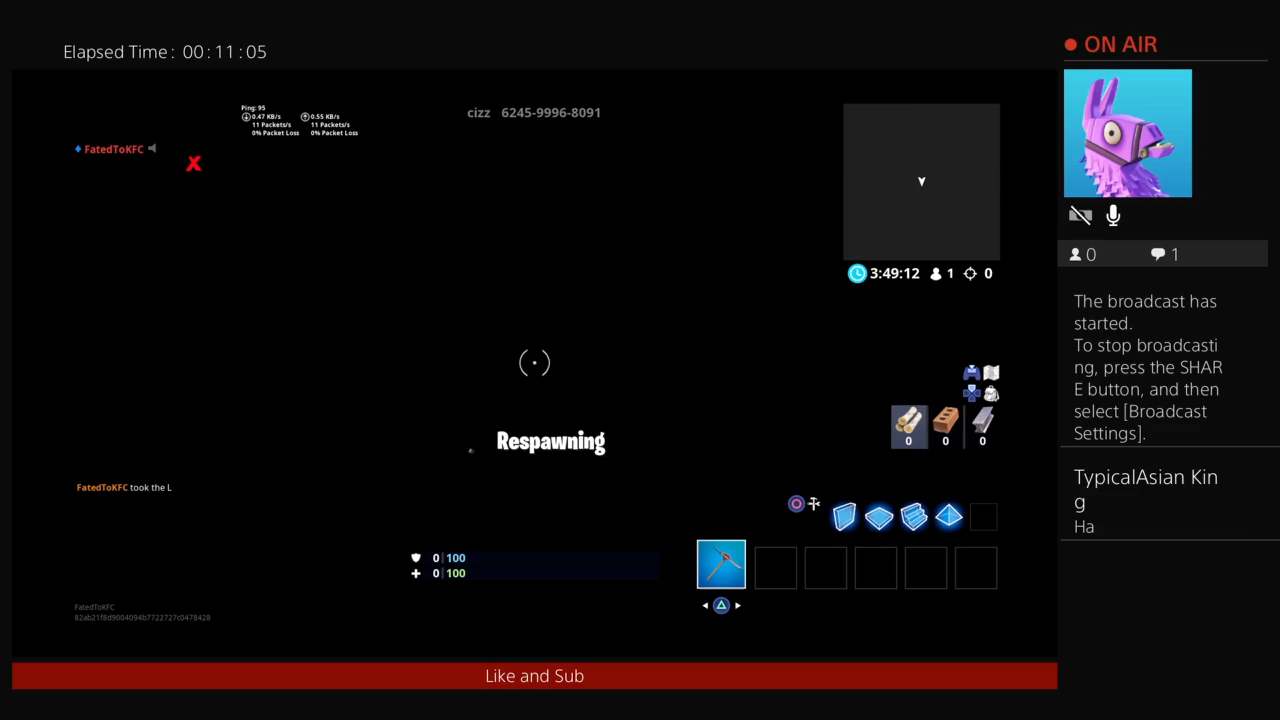 Elapsed Time: 00:11:05
ON AIR
Ping: 95
0.47 KB/s 0.55 KB/s
11 Packets/s 11 Packets/s
0% Packet Loss 0% Packet Loss
cizz 6245-9996-8091
FatedToKFC
X
0 1
3:49:12 1 0
The broadcast has
started.
To stop broadcasti
ng, press the SHAR
E button, and then
select [Broadcast
Settings].
0 0 0
Respawning
TypicalAsian Kin
g
Ha
FatedToKFC took the L
0|100
0|100
FatedToKFC
82ab21f8d9004094b7722727c0478428
Like and Sub